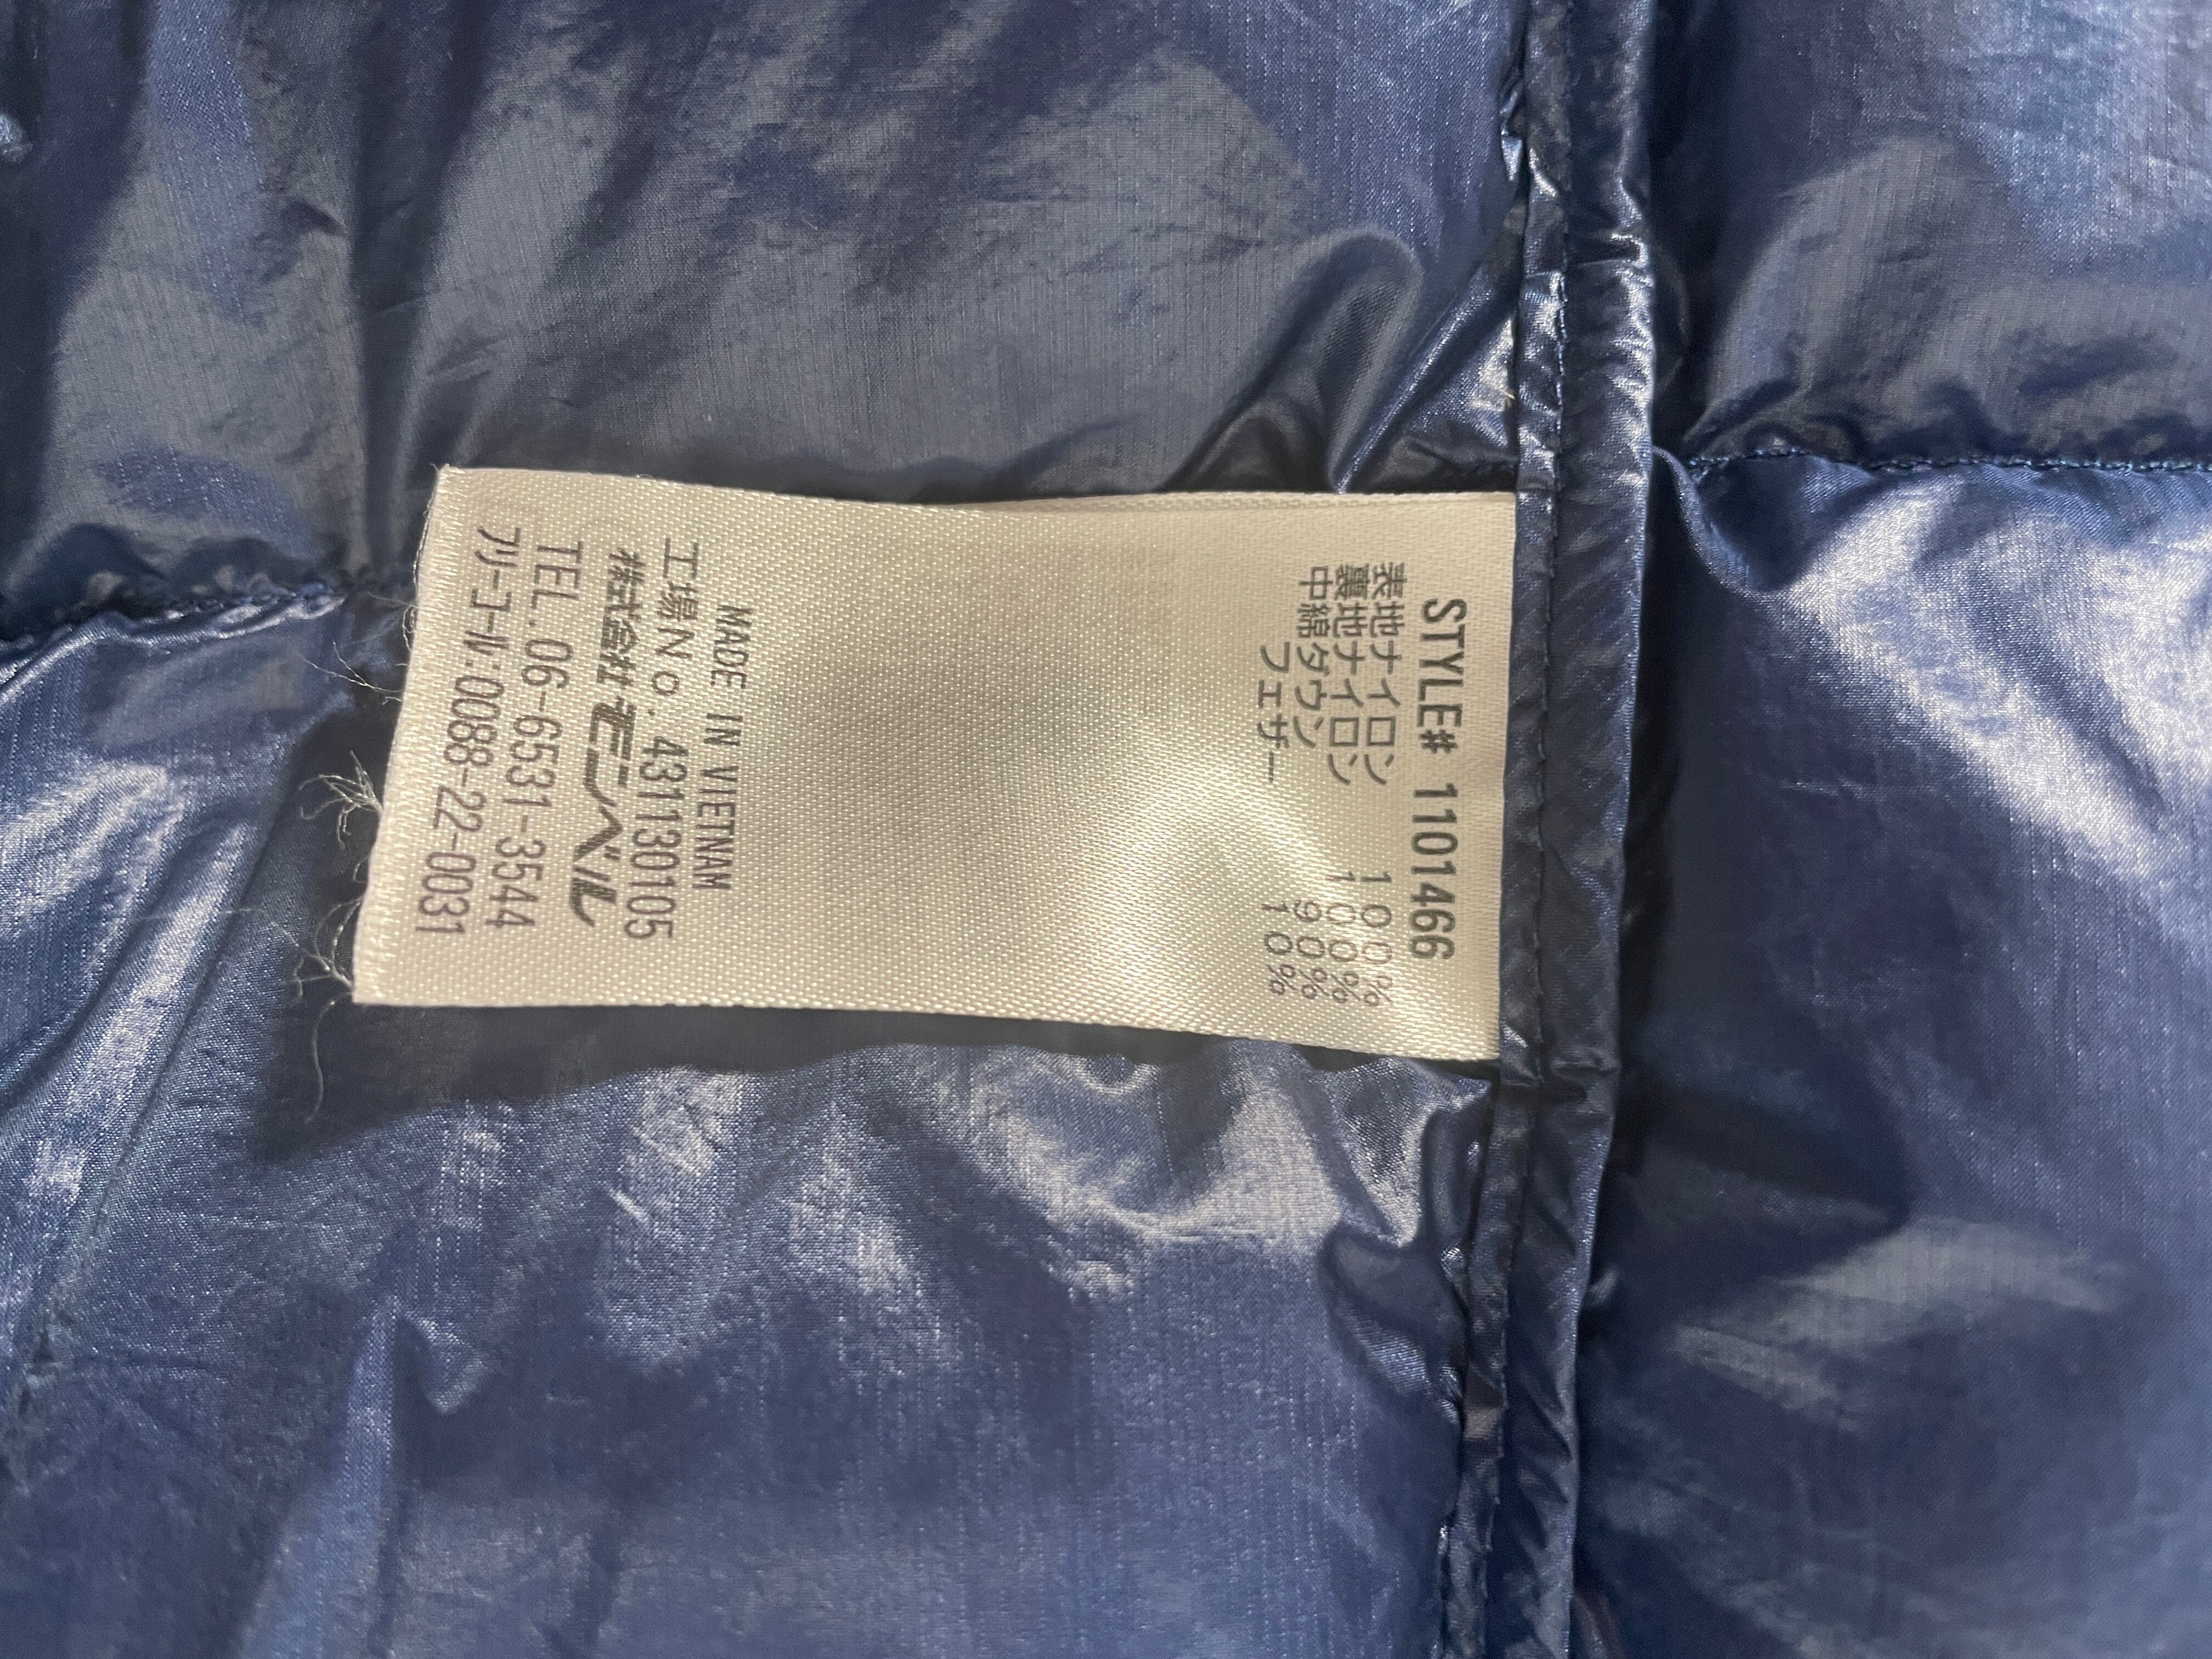 STYLE# 1101466
表地ナイロン 100%
裏地ナイロン 100%
中綿ダウン 90%
フェザー 10%
MADE IN VIETNAM
工場No. 431130105
株式会社モンベル
TEL. 06-6531-3544
フリーコール:0088-22-0031